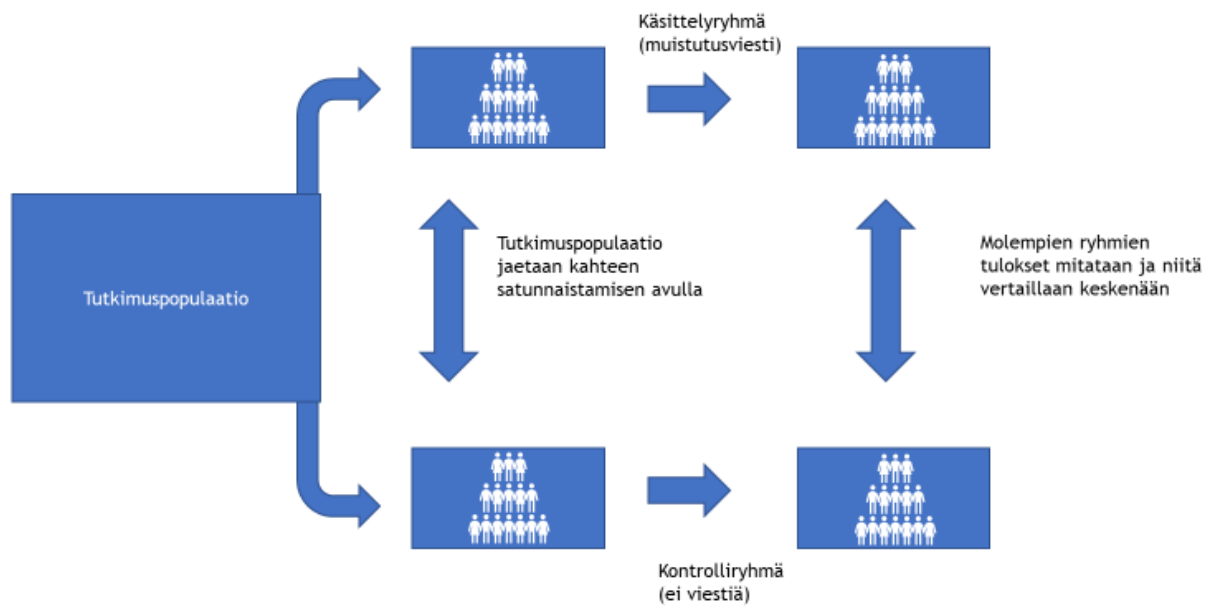 Käsittelyryhmä
(muistutusviesti)
Tutkimuspopulaatio
Tutkimuspopulaatio
jaetaan kahteen
satunnaistamisen avulla
Molempien ryhmien
tulokset mitataan ja niitä
vertaillaan keskenään
Kontrolliryhmä
(ei viestiä)